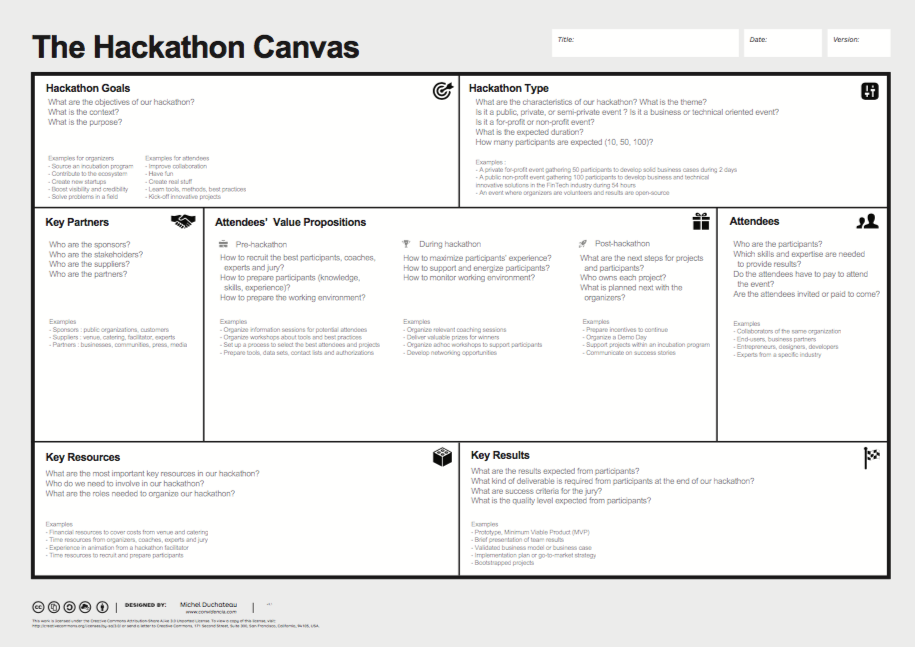 The Hackathon Canvas
Title:
Date:
Version:
Hackathon Goals
What are the objectives of our hackathon?
What is the context?
What is the purpose?
Examples for organizers
- Source an incubation program
- Contribute to the ecosystem
- Create new startups
- Boost visibility and credibility
- Solve problems in a field
Examples for attendees
- Improve collaboration
- Have fun
- Create real stuff
- Learn tools, methods, best practices
- Kick-off innovative projects
Hackathon Type
What are the characteristics of our hackathon? What is the theme?
Is it a public, private, or semi-private event ? Is it a business or technical oriented event?
Is it a for-profit or non-profit event?
What is the expected duration?
How many participants are expected (10, 50, 100)?
Examples :
- A private for-profit event gathering 50 participants to develop solid business cases during 2 days
- A public non-profit event gathering 100 participants to develop business and technical
innovative solutions in the FinTech industry during 54 hours
- An event where organizers are volunteers and results are open-source
Key Partners
Who are the sponsors?
Who are the stakeholders?
Who are the suppliers?
Who are the partners?
Examples
- Sponsors : public organizations, customers
- Suppliers : venue, catering, facilitator, experts
- Partners : businesses, communities, press, media
Attendees' Value Propositions
Pre-hackathon
How to recruit the best participants, coaches,
experts and jury?
How to prepare participants (knowledge,
skills, experience)?
How to prepare the working environment?
Examples
- Organize information sessions for potential attendees
- Organize workshops about tools and best practices
- Set up a process to select the best attendees and projects
- Prepare tools, data sets, contact lists and authorizations
During hackathon
How to maximize participants' experience?
How to support and energize participants?
How to monitor working environment?
Examples
- Organize relevant coaching sessions
- Deliver valuable prizes for winners
- Organize adhoc workshops to support participants
- Develop networking opportunities
Post-hackathon
What are the next steps for projects
and participants?
Who owns each project?
What is planned next with the
organizers?
Examples
- Prepare incentives to continue
- Organize a Demo Day
- Support projects within an incubation program
- Communicate on success stories
Attendees
Who are the participants?
Which skills and expertise are needed
to provide results?
Do the attendees have to pay to attend
the event?
Are the attendees invited or paid to come?
Examples
- Collaborators of the same organization
- End-users, business partners
- Entrepreneurs, designers, developers
- Experts from a specific industry
Key Resources
What are the most important key resources in our hackathon?
Who do we need to involve in our hackathon?
What are the roles needed to organize our hackathon?
Examples
- Financial resources to cover costs from venue and catering
- Time resources from organizers, coaches, experts and jury
- Experience in animation from a hackathon facilitator
- Time resources to recruit and prepare participants
Key Results
What are the results expected from participants?
What kind of deliverable is required from participants at the end of our hackathon?
What are success criteria for the jury?
What is the quality level expected from participants?
Examples
- Prototype, Minimum Viable Product (MVP)
- Brief presentation of team results
- Validated business model or business case
- Implementation plan or go-to-market strategy
- Bootstrapped projects
cc
DESIGNED BY:
Michel Duchateau
www.convidencia.com
This work is licensed under the Creative Commons Attribution-Share Alike 3.0 Unported License. To view a copy of this license, visit:
http://creativecommons.org/licenses/by-sa/3.0/ or send a letter to Creative Commons, 171 Second Street, Suite 300, San Francisco, California, 94105, USA.